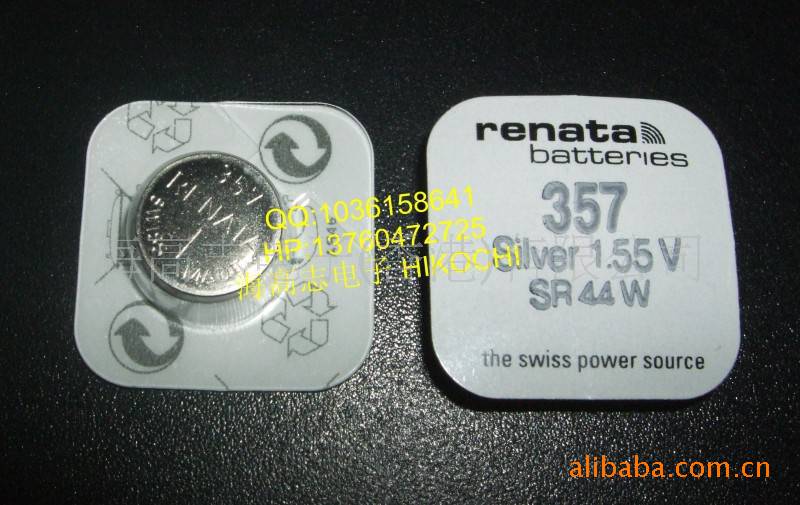 357
QQ:1036158641
HP:13760472725
海高志电子 HIKOCHI
renata
batteries
357
Silver 1.55 V
SR 44 W
the swiss power source
alibaba.com.cn